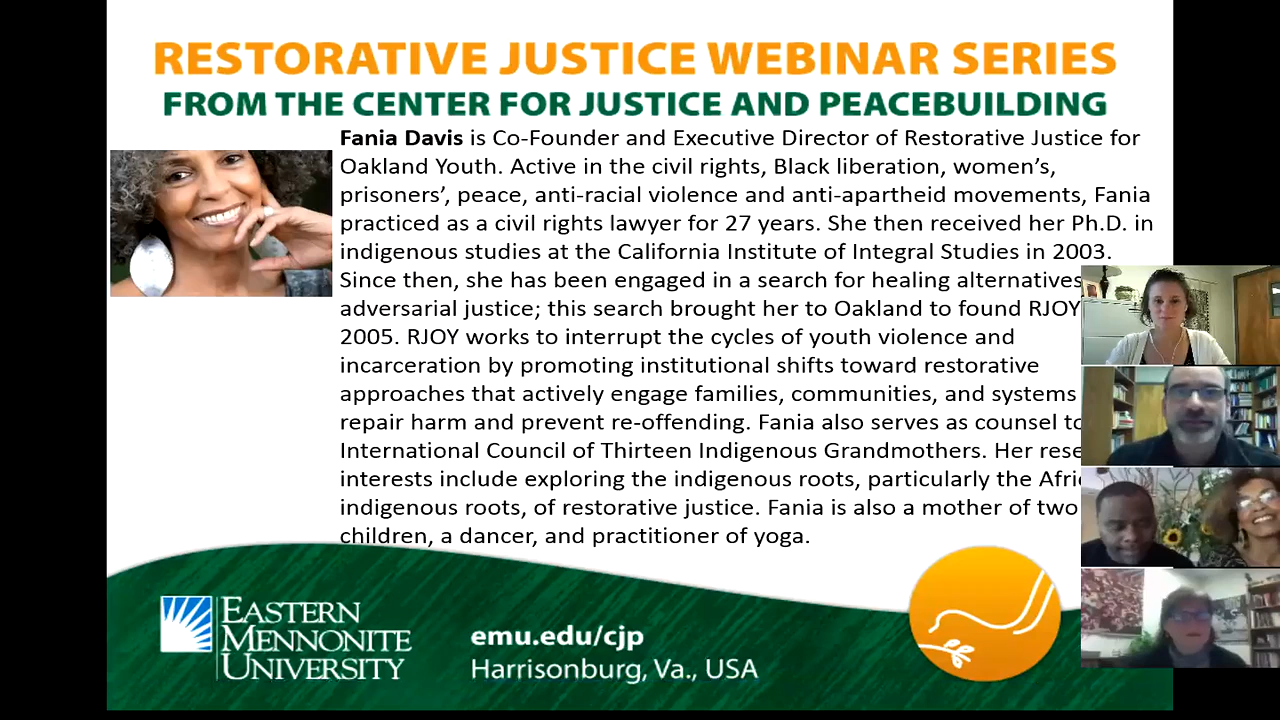 RESTORATIVE JUSTICE WEBINAR SERIES
FROM THE CENTER FOR JUSTICE AND PEACEBUILDING
Fania Davis is Co-Founder and Executive Director of Restorative Justice for
Oakland Youth. Active in the civil rights, Black liberation, women’s,
prisoners’, peace, anti-racial violence and anti-apartheid movements, Fania
practiced as a civil rights lawyer for 27 years. She then received her Ph.D. in
indigenous studies at the California Institute of Integral Studies in 2003.
Since then, she has been engaged in a search for healing alternatives
adversarial justice; this search brought her to Oakland to found RJOY
2005. RJOY works to interrupt the cycles of youth violence and
incarceration by promoting institutional shifts toward restorative
approaches that actively engage families, communities, and systems
repair harm and prevent re-offending. Fania also serves as counsel
International Council of Thirteen Indigenous Grandmothers. Her
interests include exploring the indigenous roots, particularly the
indigenous roots, of restorative justice. Fania is also a mother of two
children, a dancer, and practitioner of yoga.
EASTERN
MENNONITE
UNIVERSITY
emu.edu/cjp
Harrisonburg, Va., USA